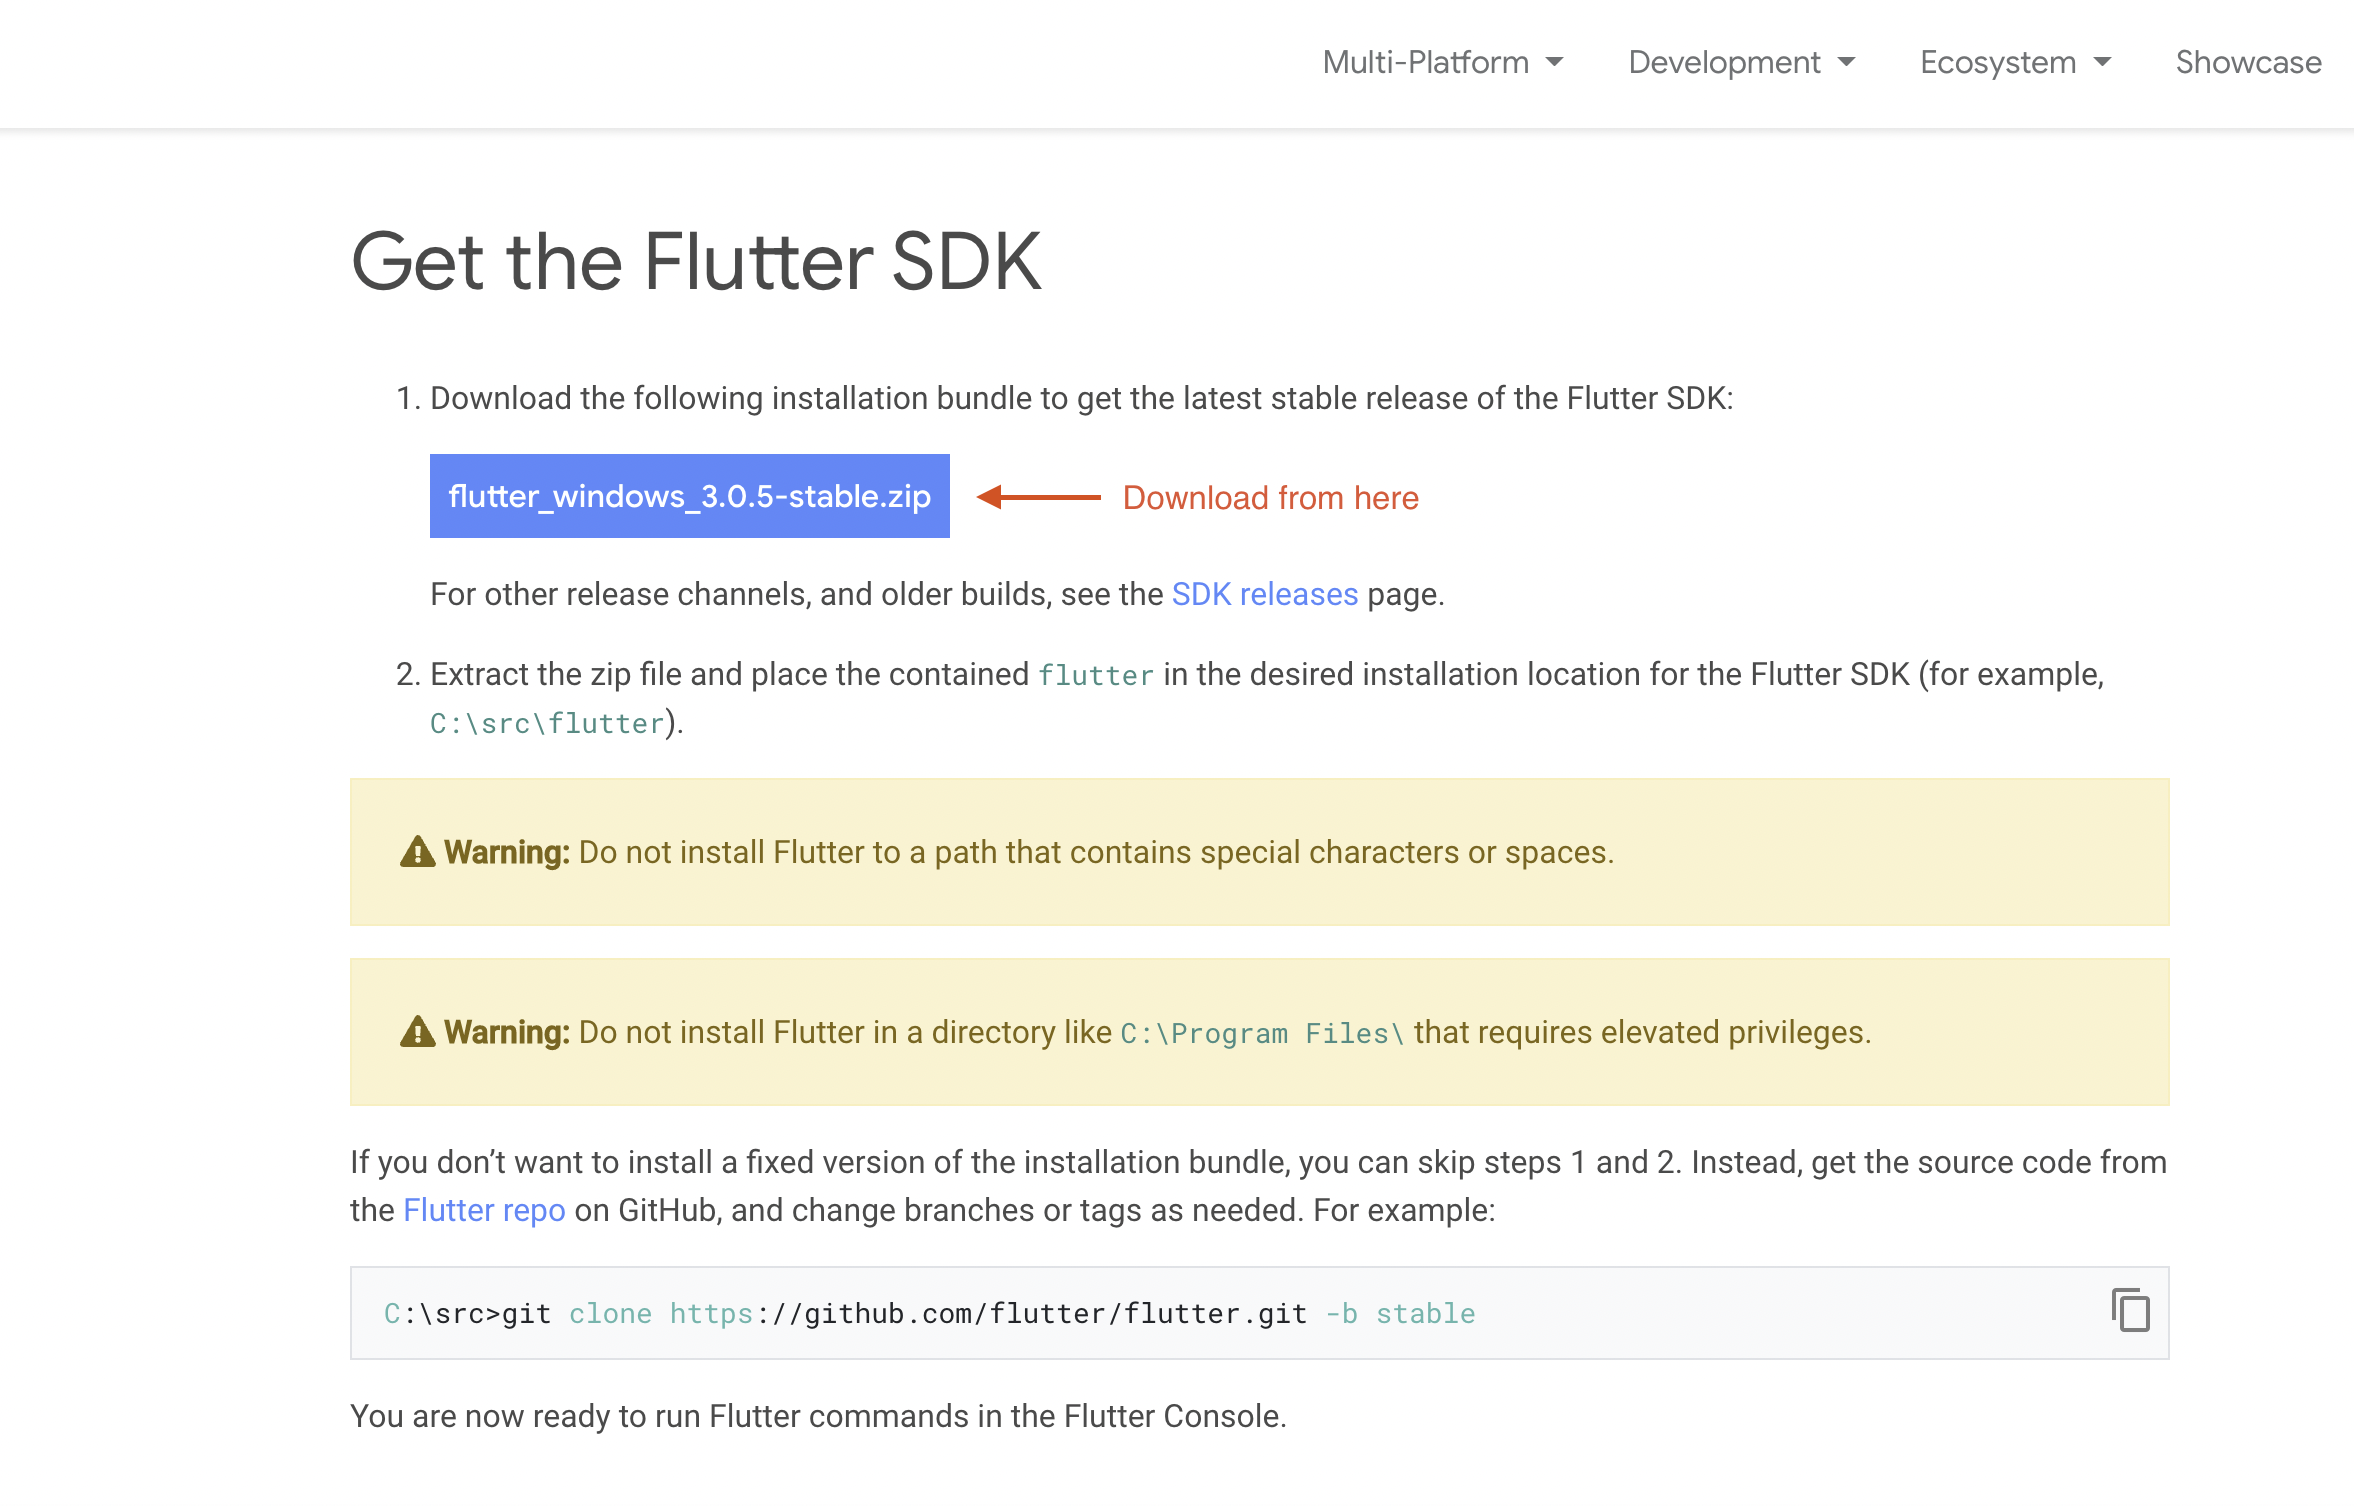 Multi-Platform Development Ecosystem Showcase
Get the Flutter SDK
1. Download the following installation bundle to get the latest stable release of the Flutter SDK:
flutter_windows_3.0.5-stable.zip Download from here
For other release channels, and older builds, see the SDK releases page.
2. Extract the zip file and place the contained flutter in the desired installation location for the Flutter SDK (for example,
C:\src\flutter).
Warning: Do not install Flutter to a path that contains special characters or spaces.
Warning: Do not install Flutter in a directory like C:\Program Files\ that requires elevated privileges.
If you don’t want to install a fixed version of the installation bundle, you can skip steps 1 and 2. Instead, get the source code from
the Flutter repo on GitHub, and change branches or tags as needed. For example:
C:\src>git clone https://github.com/flutter/flutter.git -b stable
You are now ready to run Flutter commands in the Flutter Console.